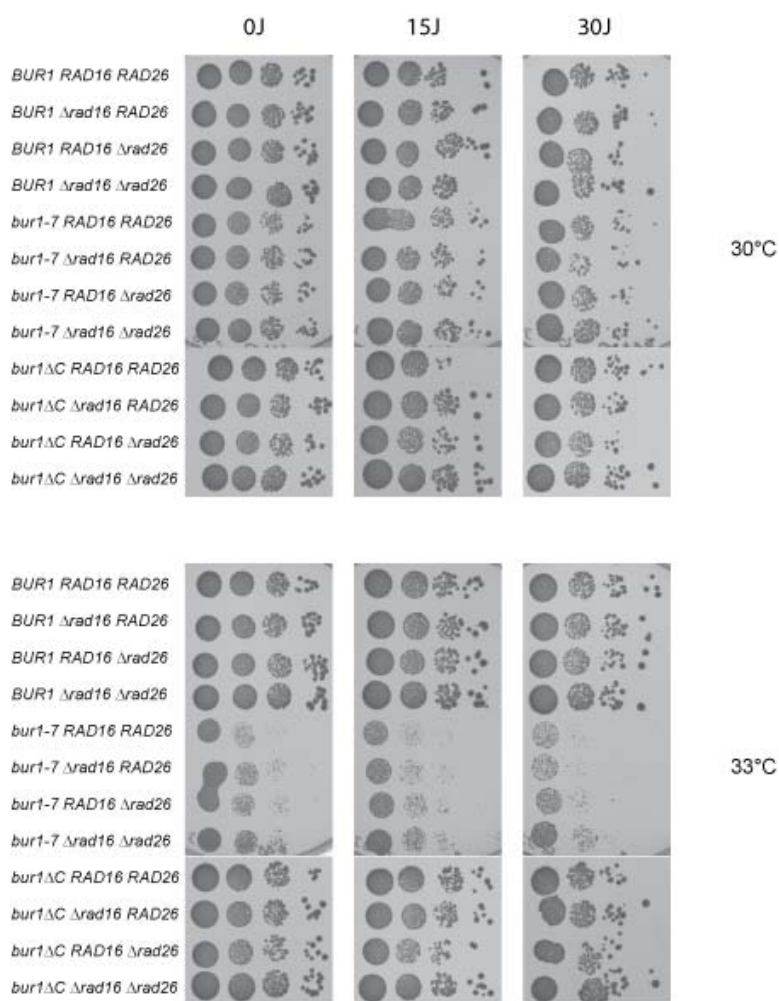 0J 15J 30J
BUR1 RAD16 RAD26
BUR1 Δrad16 RAD26
BUR1 RAD16 Δrad26
BUR1 Δrad16 Δrad26
bur1-7 RAD16 RAD26
bur1-7 Δrad16 RAD26
bur1-7 RAD16 Δrad26
bur1-7 Δrad16 Δrad26
bur1ΔC RAD16 RAD26
bur1ΔC Δrad16 RAD26
bur1ΔC RAD16 Δrad26
bur1ΔC Δrad16 Δrad26
30°C
BUR1 RAD16 RAD26
BUR1 Δrad16 RAD26
BUR1 RAD16 Δrad26
BUR1 Δrad16 Δrad26
bur1-7 RAD16 RAD26
bur1-7 Δrad16 RAD26
bur1-7 RAD16 Δrad26
bur1-7 Δrad16 Δrad26
bur1ΔC RAD16 RAD26
bur1ΔC Δrad16 RAD26
bur1ΔC RAD16 Δrad26
bur1ΔC Δrad16 Δrad26
33°C